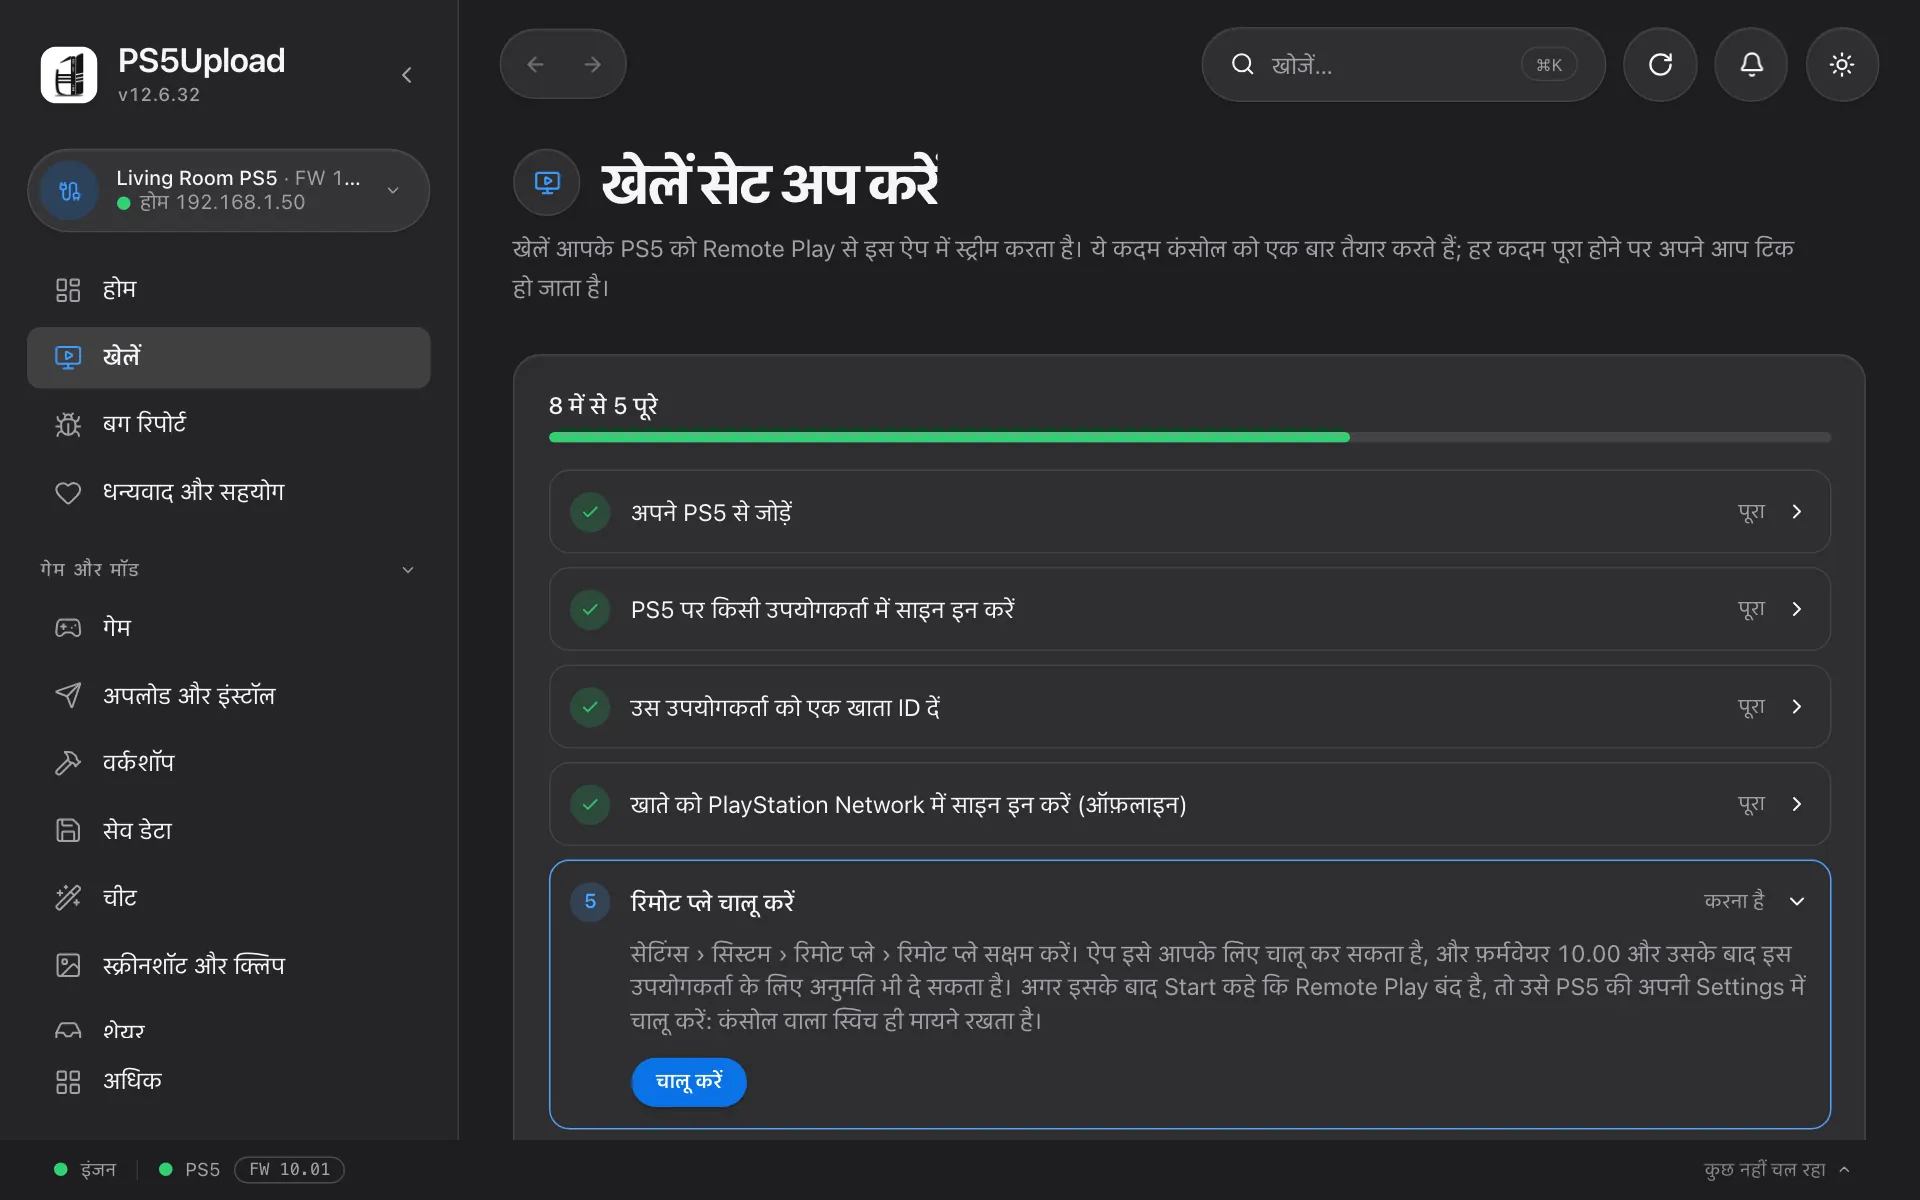 PS5Upload
v12.6.32
Living Room PS5 · FW 1...
होम 192.168.1.50
होम
खेलें
बग रिपोर्ट
धन्यवाद और सहयोग
गेम और मॉड
गेम
अपलोड और इंस्टॉल
वर्कशॉप
सेव डेटा
चीट
स्क्रीनशॉट और क्लिप
शेयर
अधिक
खोजें...
⌘K
खेलें सेट अप करें
खेलें आपके PS5 को Remote Play से इस ऐप में स्ट्रीम करता है। ये कदम कंसोल को एक बार तैयार करते हैं; हर कदम पूरा होने पर अपने आप टिक
हो जाता है।
8 में से 5 पूरे
अपने PS5 से जोड़ें
पूरा
PS5 पर किसी उपयोगकर्ता में साइन इन करें
पूरा
उस उपयोगकर्ता को एक खाता ID दें
पूरा
खाते को PlayStation Network में साइन इन करें (ऑफ़लाइन)
पूरा
5
रिमोट प्ले चालू करें
करना है
सेटिंग्स › सिस्टम › रिमोट प्ले › रिमोट प्ले सक्षम करें। ऐप इसे आपके लिए चालू कर सकता है, और फ़र्मवेयर 10.00 और उसके बाद इस
उपयोगकर्ता के लिए अनुमति भी दे सकता है। अगर इसके बाद Start कहे कि Remote Play बंद है, तो उसे PS5 की अपनी Settings में
चालू करें: कंसोल वाला स्विच ही मायने रखता है।
चालू करें
इंजन
PS5
FW 10.01
कुछ नहीं चल रहा